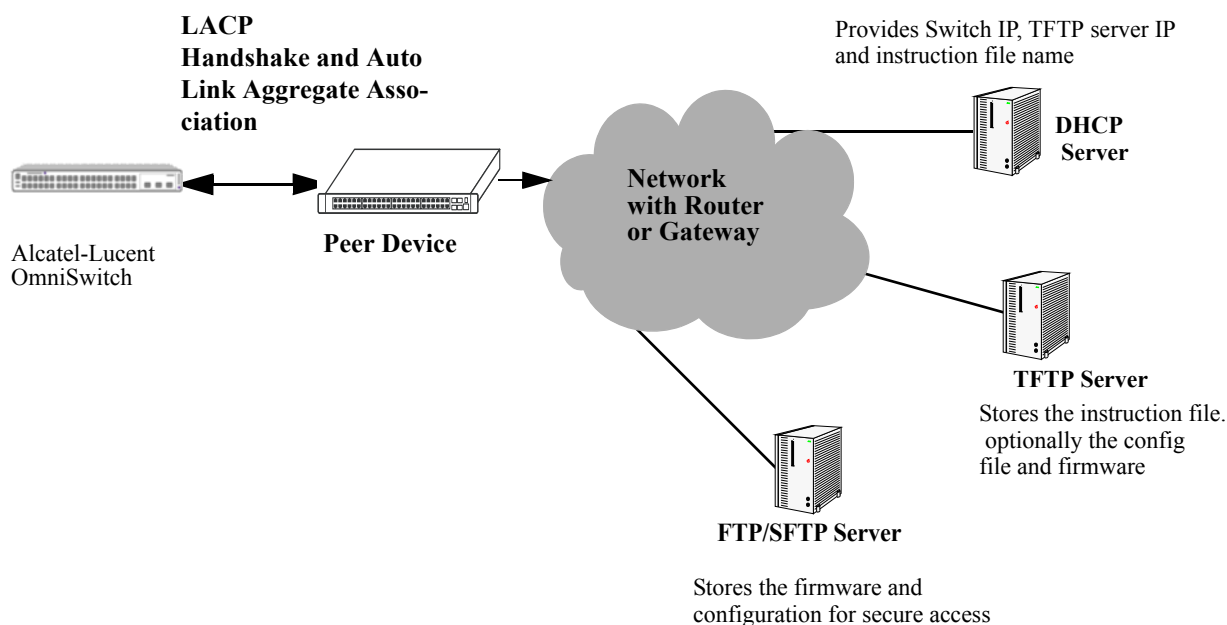 LACP
Handshake and Auto
Link Aggregate Asso-
ciation
Provides Switch IP, TFTP server IP
and instruction file name
DHCP
Server
Network
with Router
or Gateway
Peer Device
Alcatel-Lucent
OmniSwitch
TFTP Server
Stores the instruction file.
optionally the config
file and firmware
FTP/SFTP Server
Stores the firmware and
configuration for secure access